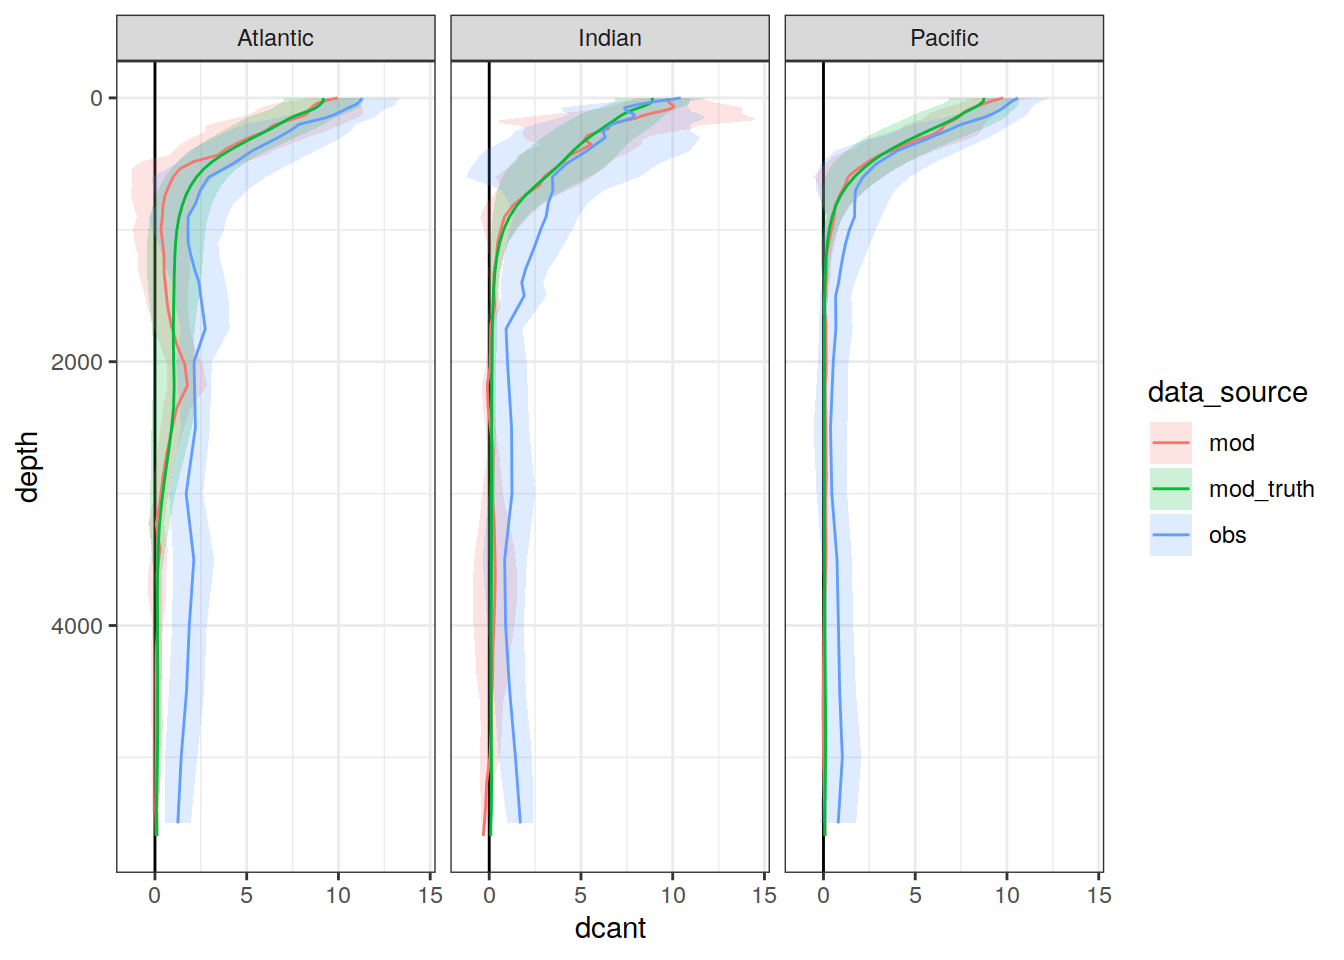 Atlantic Indian Pacific
0
2000
4000
depth
0 5 10 15 0 5 10 15 0 5 10 15
dcant
data_source
mod
mod_truth
obs